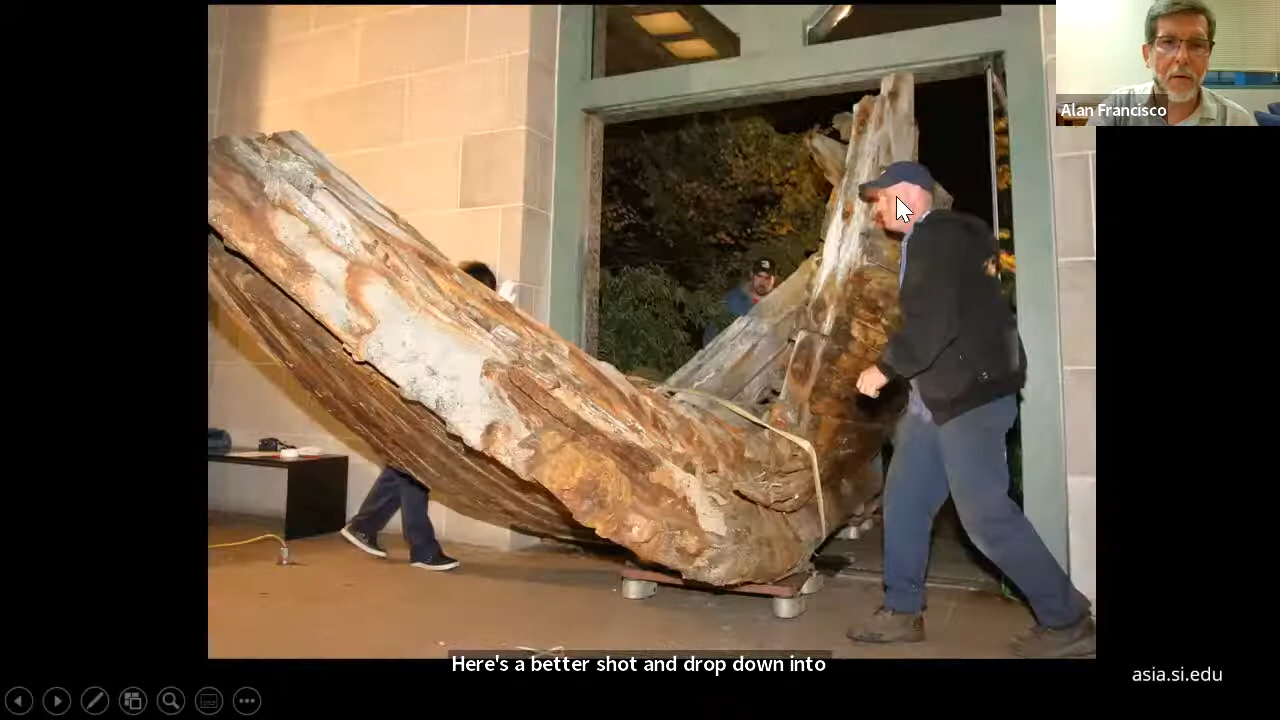 Alan Francisco
Here's a better shot and drop down into
asia.si.edu